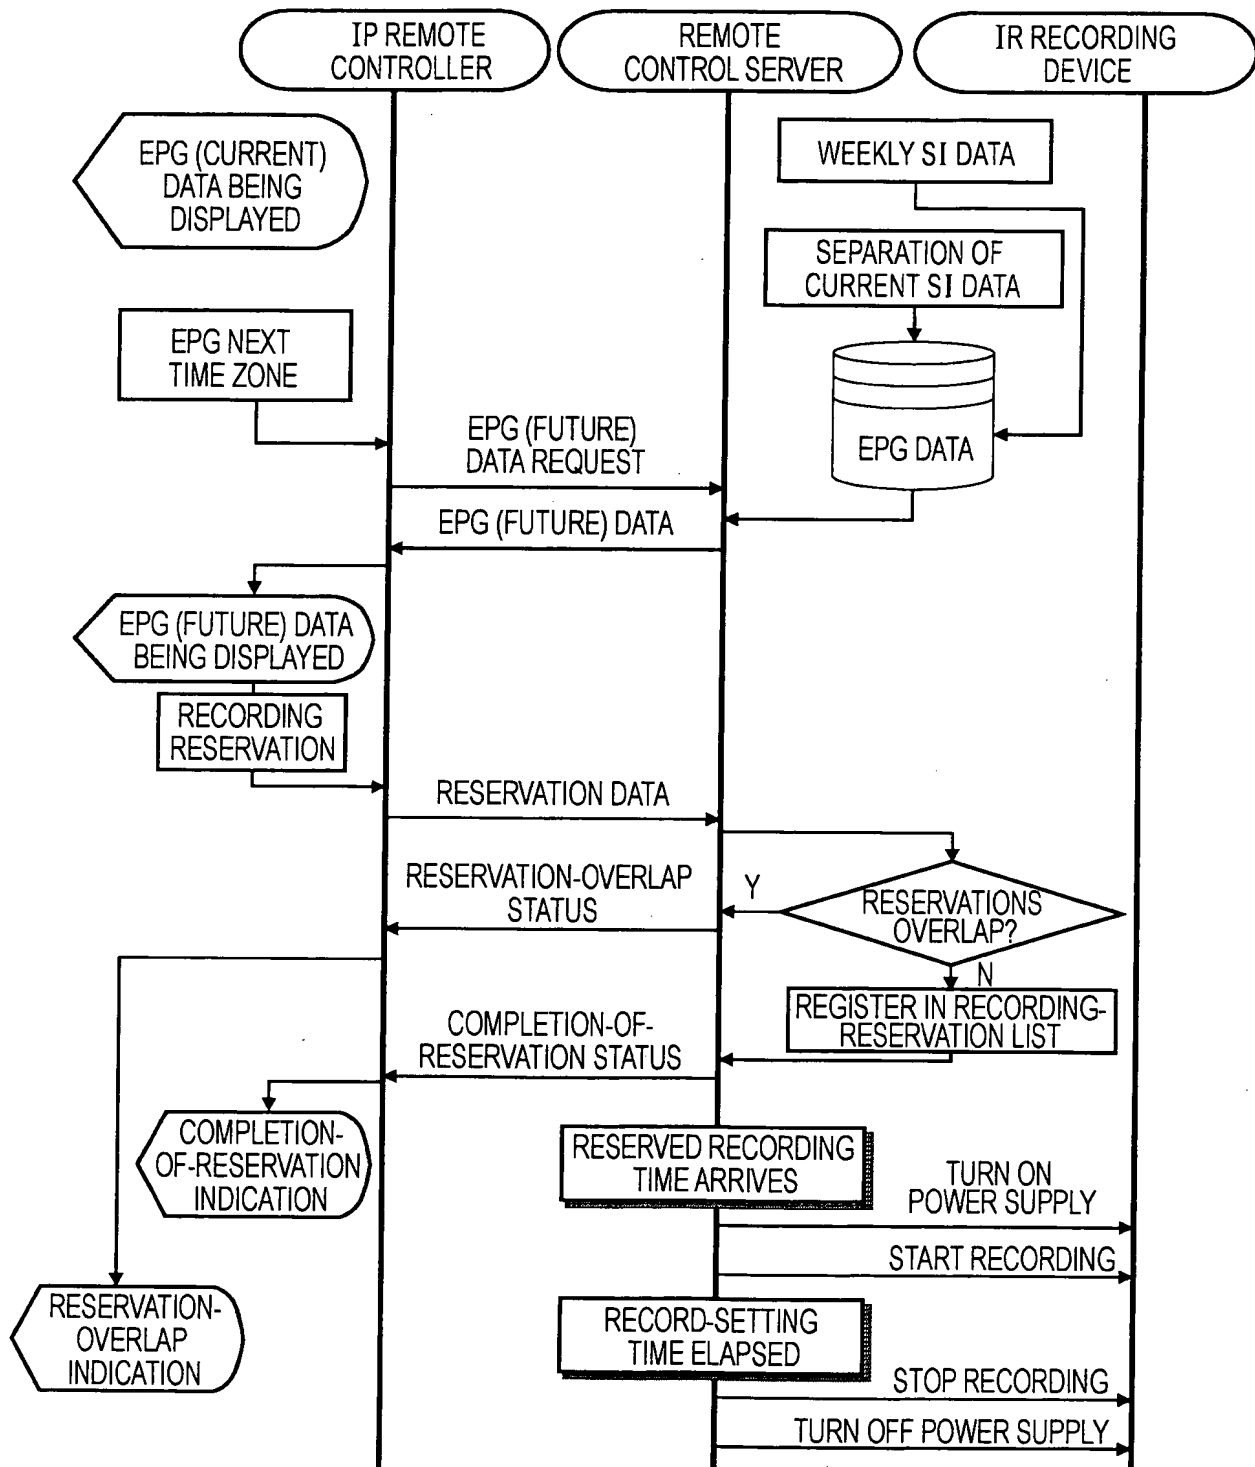 IP REMOTE
CONTROLLER
REMOTE
CONTROL SERVER
IR RECORDING
DEVICE
EPG (CURRENT)
DATA BEING
DISPLAYED
WEEKLY SI DATA
SEPARATION OF
CURRENT SI DATA
EPG NEXT
TIME ZONE
EPG DATA
EPG (FUTURE)
DATA REQUEST
EPG (FUTURE) DATA
EPG (FUTURE) DATA
BEING DISPLAYED
RECORDING
RESERVATION
RESERVATION DATA
RESERVATIONS
OVERLAP?
Y
RESERVATION-OVERLAP
STATUS
N
REGISTER IN RECORDING-
RESERVATION LIST
COMPLETION-OF-
RESERVATION STATUS
COMPLETION-
OF-RESERVATION
INDICATION
RESERVED RECORDING
TIME ARRIVES
TURN ON
POWER SUPPLY
START RECORDING
RESERVATION-
OVERLAP
INDICATION
RECORD-SETTING
TIME ELAPSED
STOP RECORDING
TURN OFF POWER SUPPLY